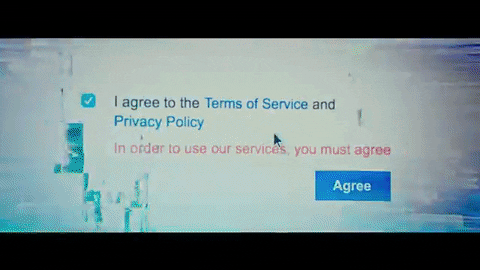 I agree to the Terms of Service and
Privacy Policy
In order to use our services, you must agree
Agree